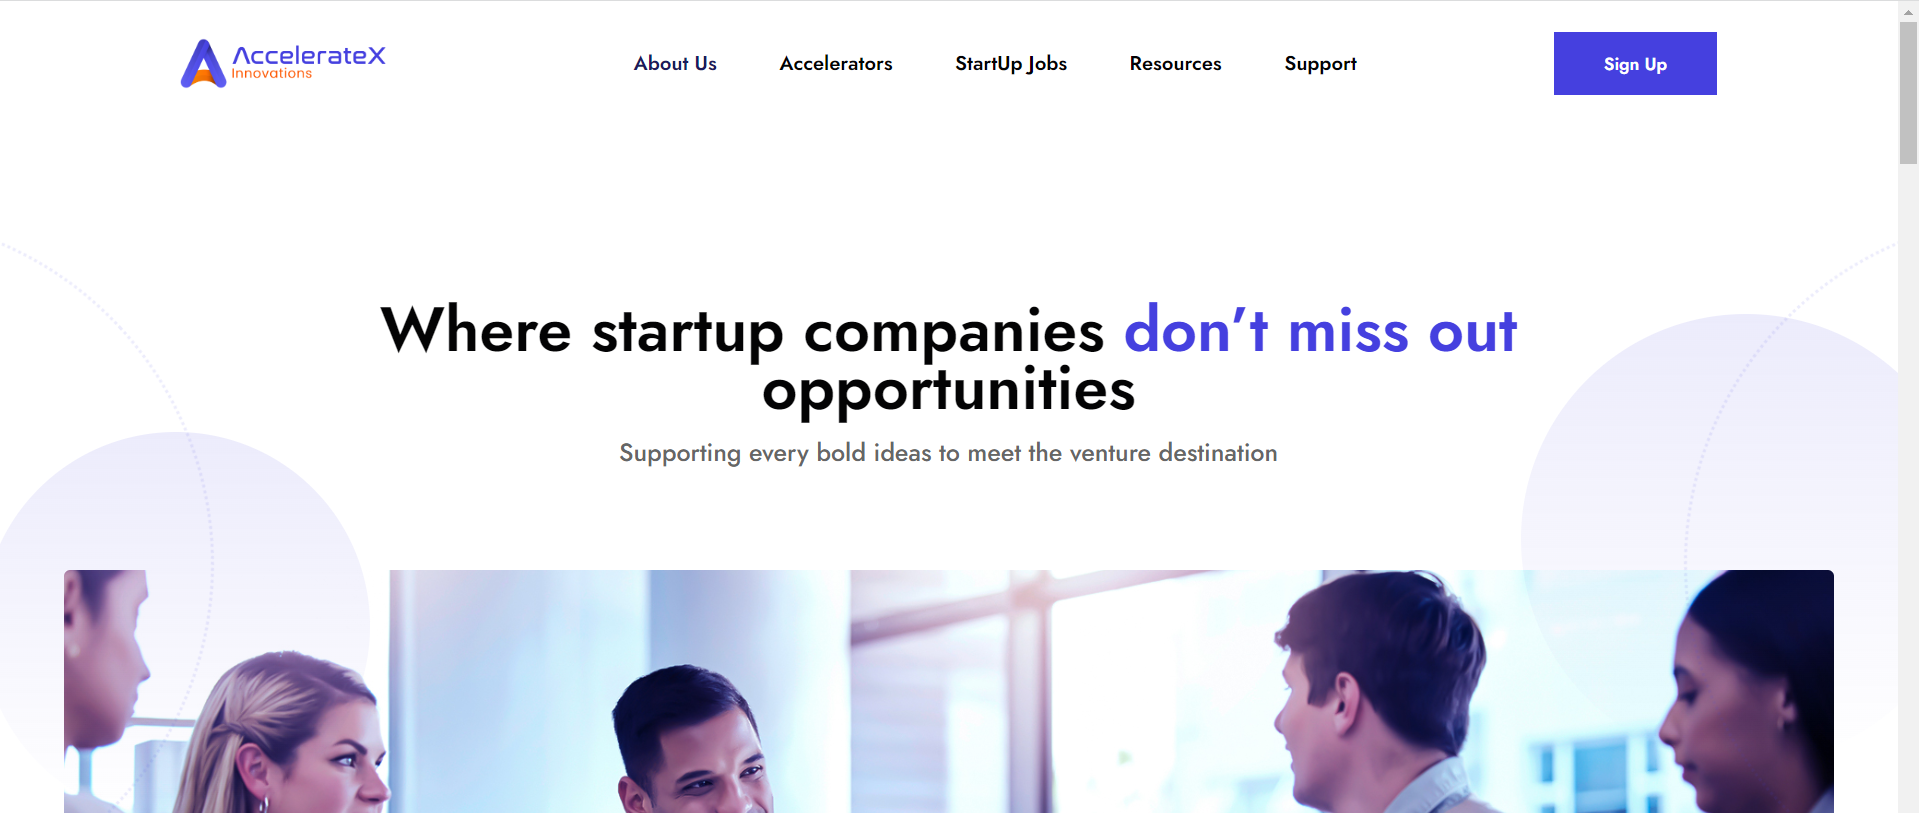 AccelerateX
Innovations
About Us
Accelerators
StartUp Jobs
Resources
Support
Sign Up
Where startup companies don't miss out
opportunities
Supporting every bold ideas to meet the venture destination